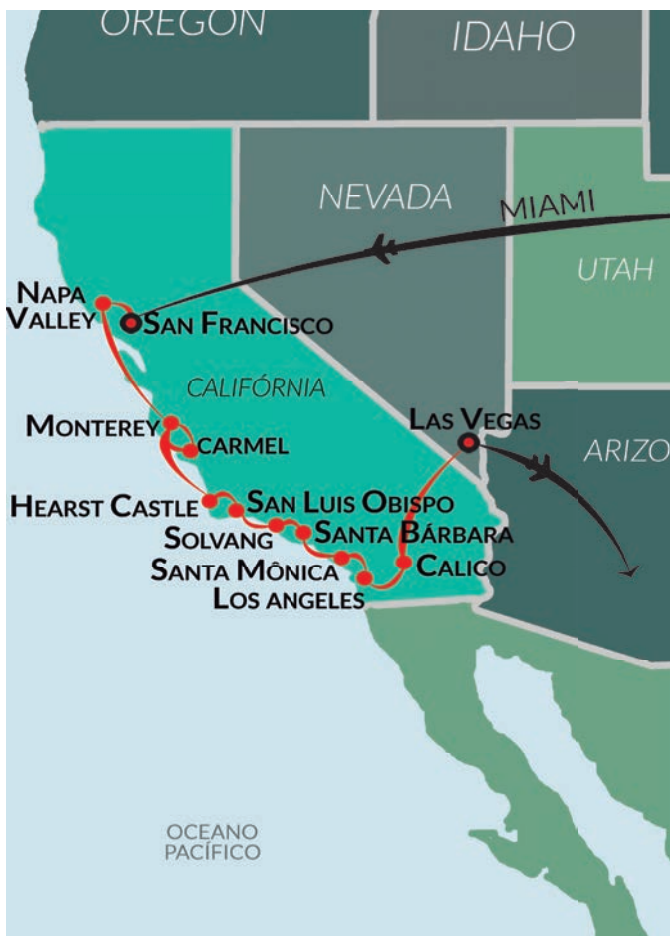 OREGON
IDAHO
NEVADA
MIAMI
UTAH
NAPA
VALLEY
SAN FRANCISCO
CALIFÓRNIA
LAS VEGAS
MONTEREY
CARMEL
ARIZO
HEARST CASTLE
SAN LUIS OBISPO
SOLVANG
SANTA BÁRBARA
SANTA MÔNICA
CALICO
LOS ANGELES
OCEANO
PACÍFICO